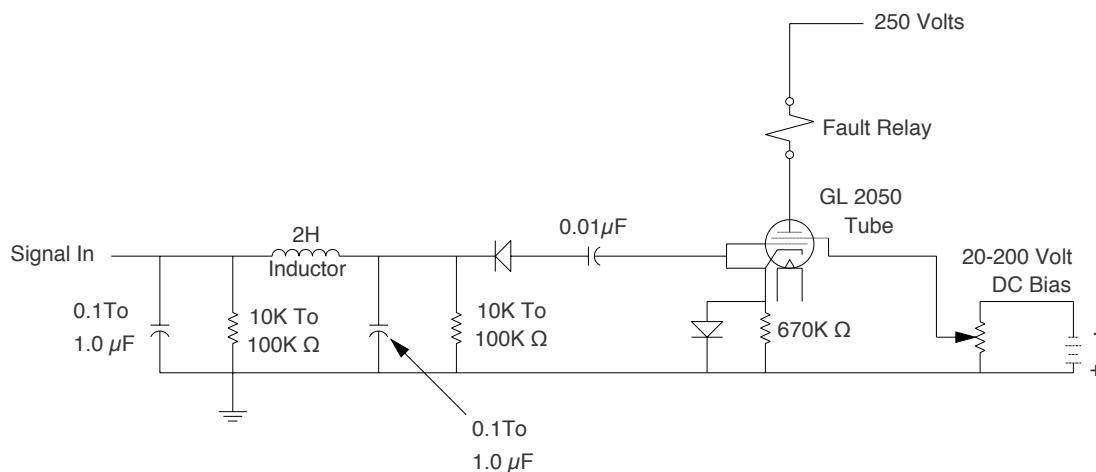 250 Volts
Fault Relay
GL 2050
Tube
0.01µF
2H
Inductor
Signal In
20-200 Volt
DC Bias
0.1To
1.0 µF
10K To
100K Ω
10K To
100K Ω
670K Ω
-
+
0.1To
1.0 µF